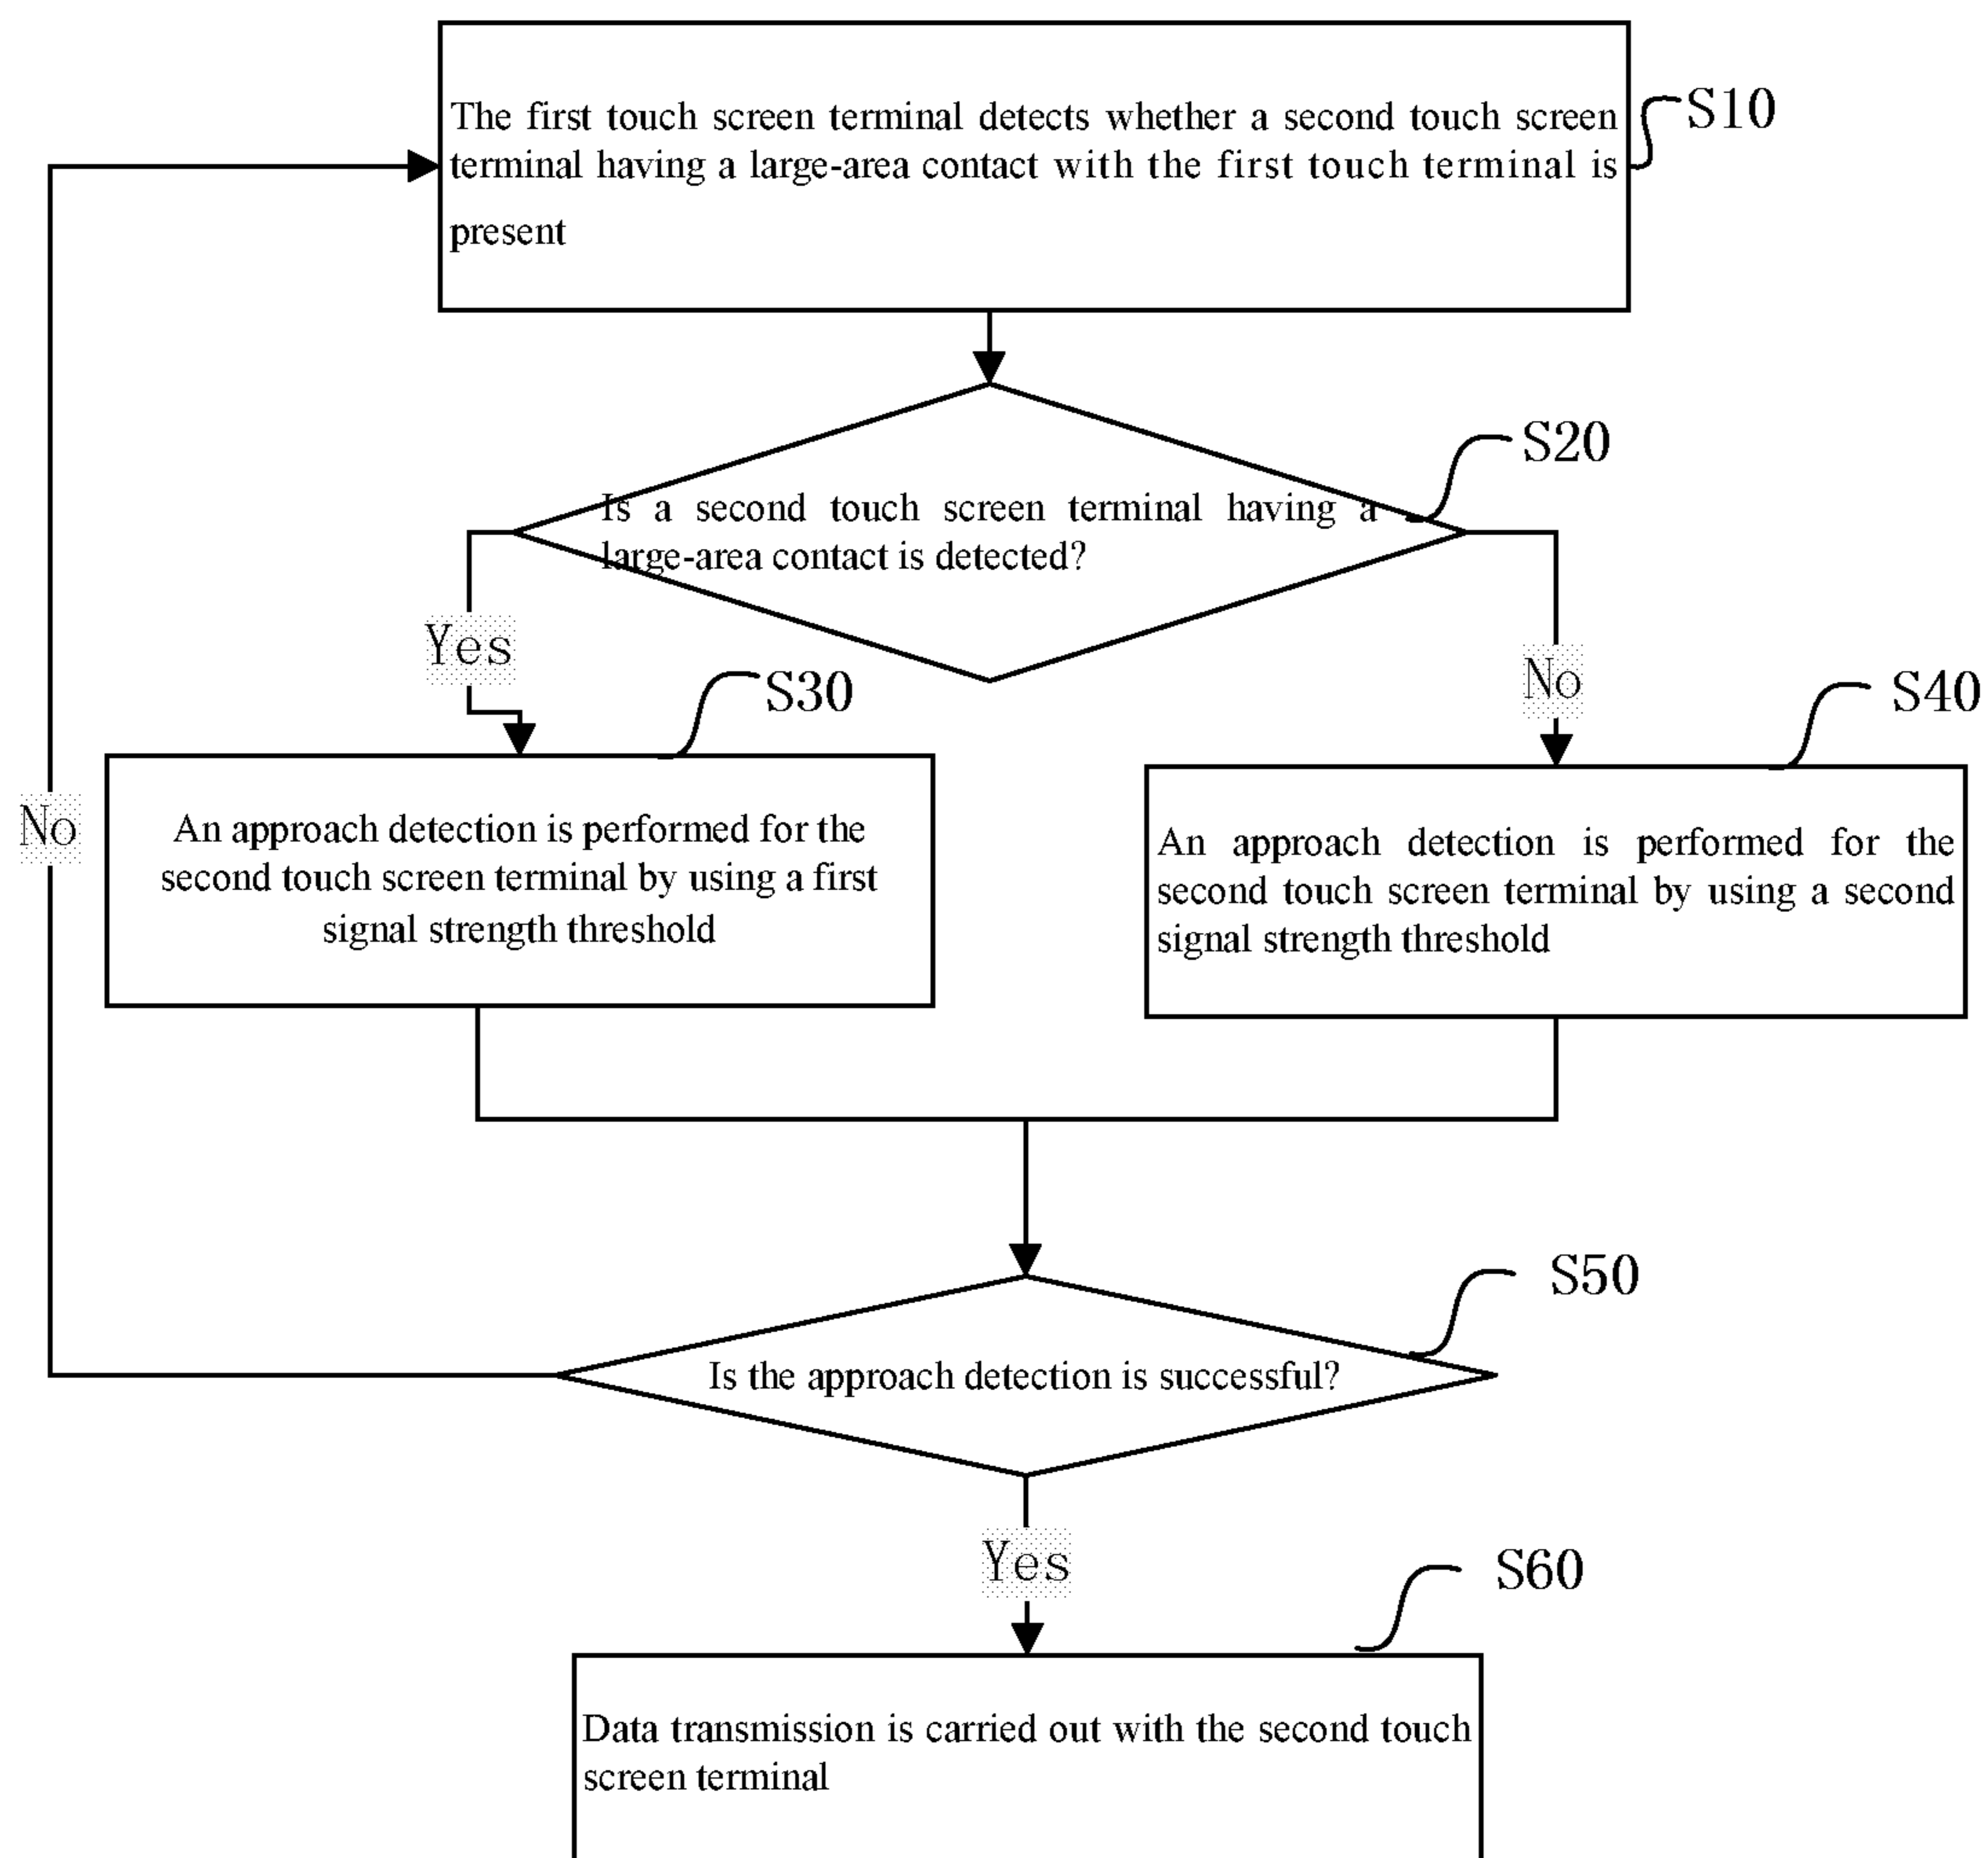 The first touch screen terminal detects whether a second touch screen
terminal having a large-area contact with the first touch terminal is
present
S10
S20
Is a second touch screen terminal having a
large-area contact is detected?
Yes
No
S30
S40
An approach detection is performed for the
second touch screen terminal by using a first
signal strength threshold
An approach detection is performed for the
second touch screen terminal by using a second
signal strength threshold
No
S50
Is the approach detection is successful?
Yes
S60
Data transmission is carried out with the second touch
screen terminal